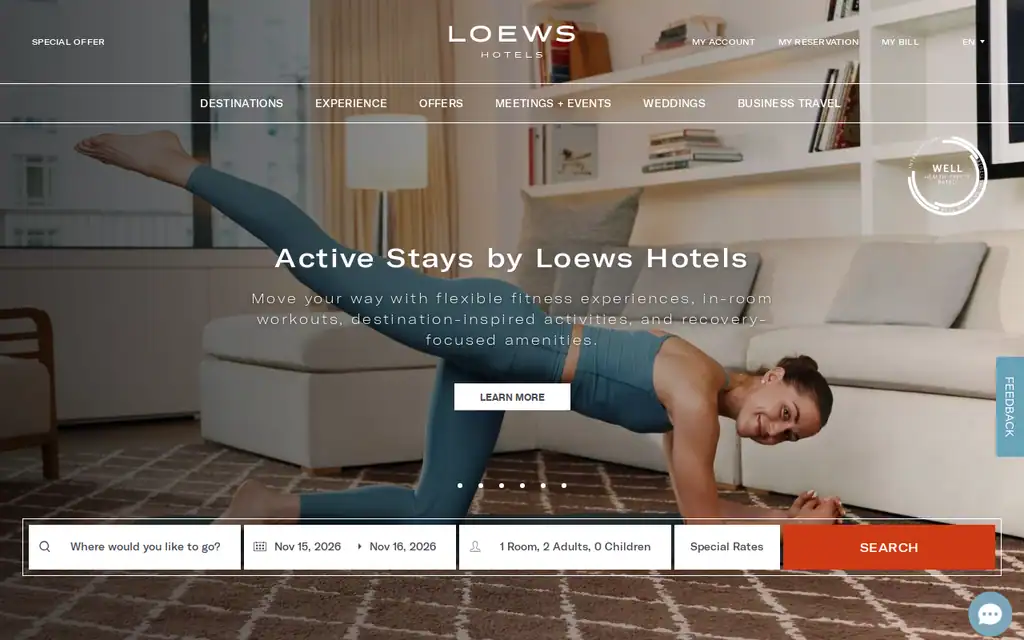 SPECIAL OFFER
LOEWS
HOTELS
MY ACCOUNT
MY RESERVATION
MY BILL
EN
DESTINATIONS
EXPERIENCE
OFFERS
MEETINGS + EVENTS
WEDDINGS
BUSINESS TRAVEL
WELL
Active Stays by Loews Hotels
Move your way with flexible fitness experiences, in-room
workouts, destination-inspired activities, and recovery-
focused amenities.
LEARN MORE
FEEDBACK
Where would you like to go?
Nov 15, 2026
Nov 16, 2026
1 Room, 2 Adults, 0 Children
Special Rates
SEARCH